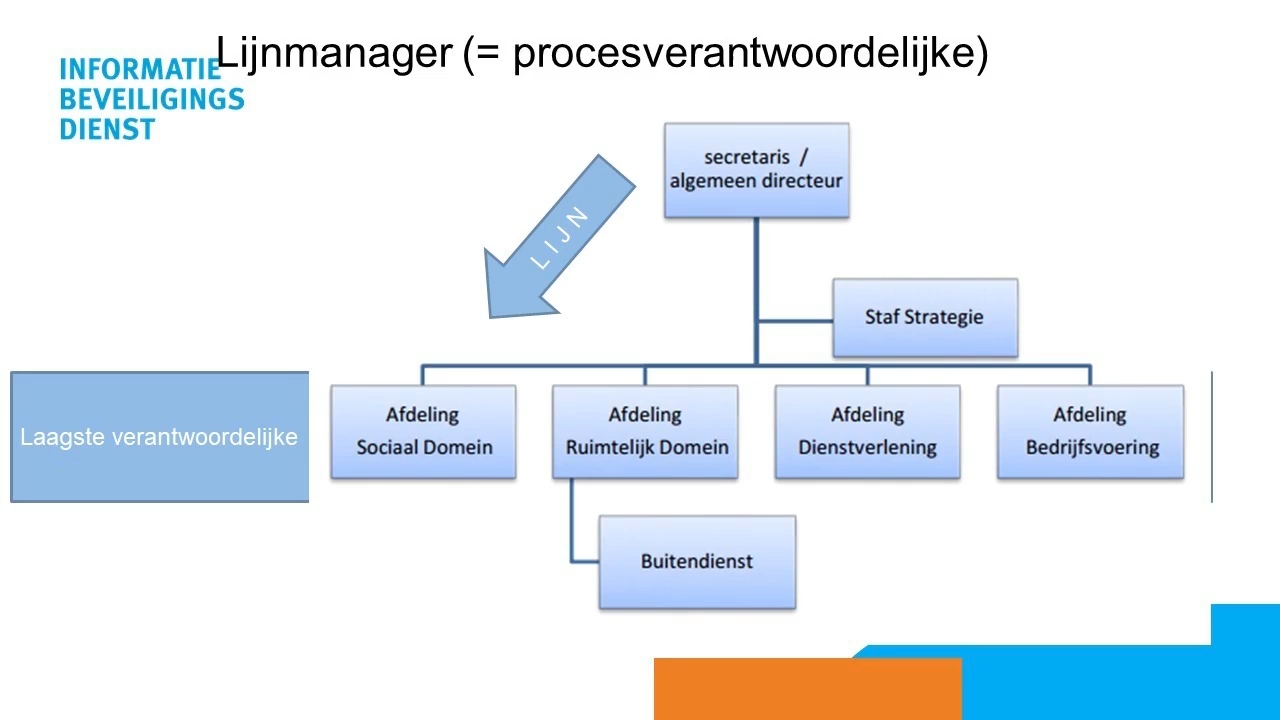 Lijnmanager (= procesverantwoordelijke)
INFORMATIE
BEVEILIGINGS
DIENST
secretaris /
algemeen directeur
LIJN
Staf Strategie
Laagste verantwoordelijke
Afdeling
Sociaal Domein
Afdeling
Ruimtelijk Domein
Afdeling
Dienstverlening
Afdeling
Bedrijfsvoering
Buitendienst